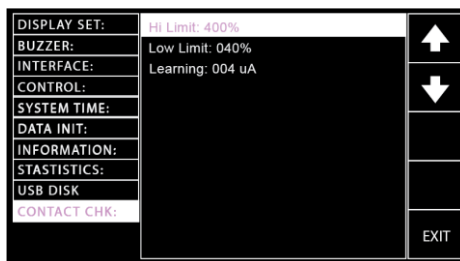 DISPLAY SET:
BUZZER:
INTERFACE:
CONTROL:
SYSTEM TIME:
DATA INIT:
INFORMATION:
STASTISTICS:
USB DISK
CONTACT CHK:
Hi Limit: 400%
Low Limit: 040%
Learning: 004 uA
EXIT